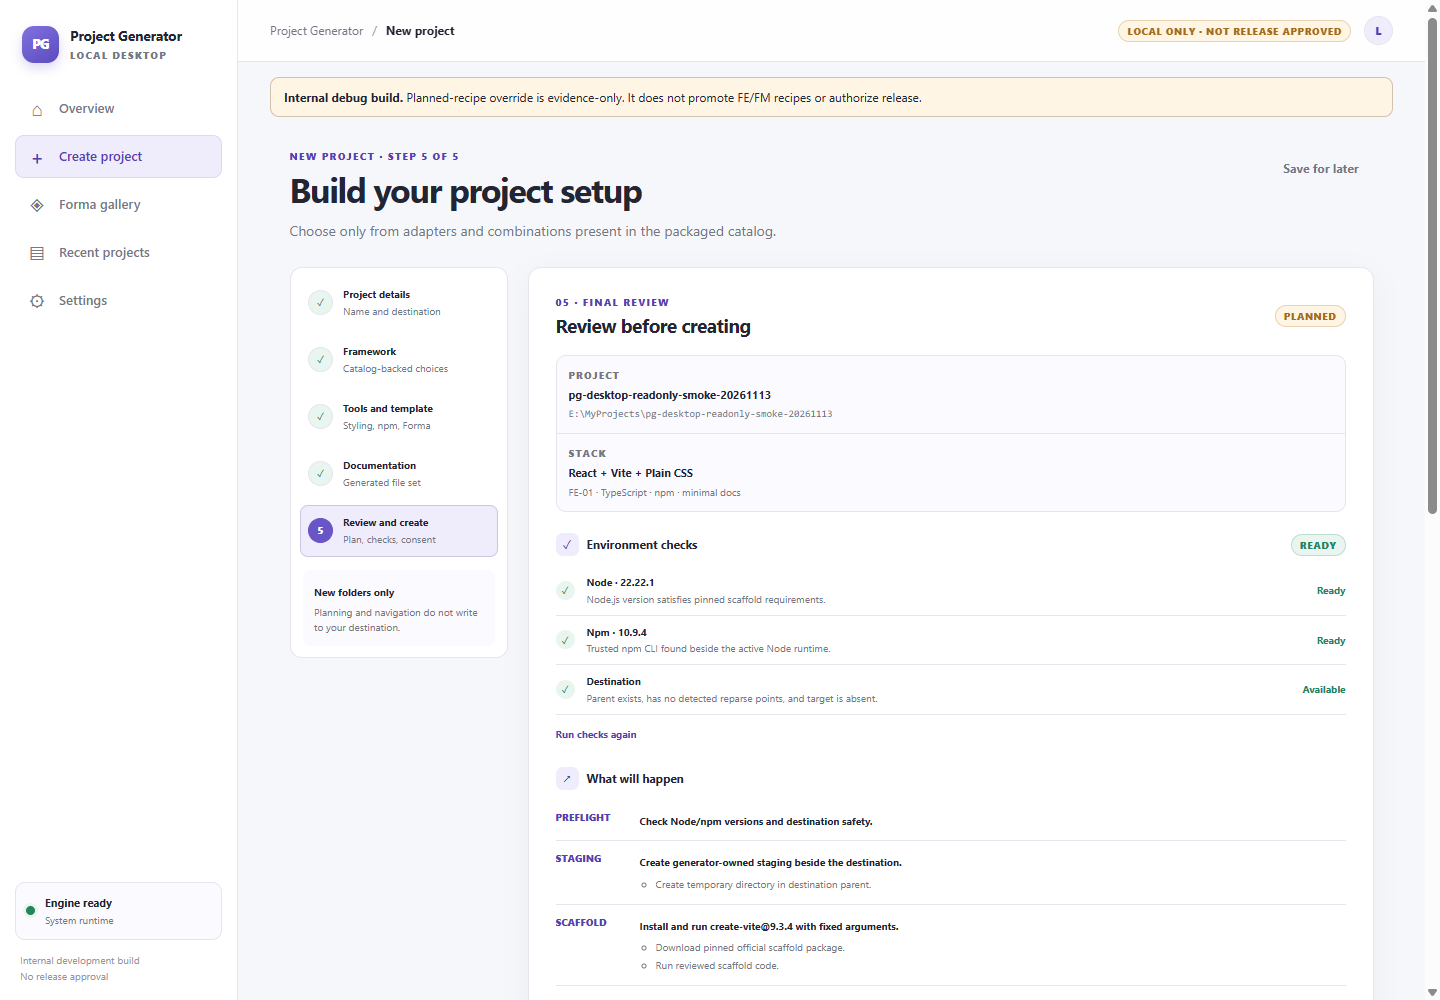 PG
Project Generator
LOCAL DESKTOP
Overview
Create project
Forma gallery
Recent projects
Settings
Engine ready
System runtime
Internal development build
No release approval
Project Generator / New project
LOCAL ONLY · NOT RELEASE APPROVED
L
Internal debug build. Planned-recipe override is evidence-only. It does not promote FE/FM recipes or authorize release.
NEW PROJECT · STEP 5 OF 5
Build your project setup
Choose only from adapters and combinations present in the packaged catalog.
Save for later
Project details
Name and destination
Framework
Catalog-backed choices
Tools and template
Styling, npm, Forma
Documentation
Generated file set
5
Review and create
Plan, checks, consent
New folders only
Planning and navigation do not write
to your destination.
05 · FINAL REVIEW
Review before creating
PLANNED
PROJECT
pg-desktop-readonly-smoke-20261113
E:\MyProjects\pg-desktop-readonly-smoke-20261113
STACK
React + Vite + Plain CSS
FE-01 · TypeScript · npm · minimal docs
Environment checks
READY
Node · 22.22.1
Node.js version satisfies pinned scaffold requirements.
Ready
Npm · 10.9.4
Trusted npm CLI found beside the active Node runtime.
Ready
Destination
Parent exists, has no detected reparse points, and target is absent.
Available
Run checks again
What will happen
PREFLIGHT
Check Node/npm versions and destination safety.
STAGING
Create generator-owned staging beside the destination.
Create temporary directory in destination parent.
SCAFFOLD
Install and run create-vite@9.3.4 with fixed arguments.
Download pinned official scaffold package.
Run reviewed scaffold code.